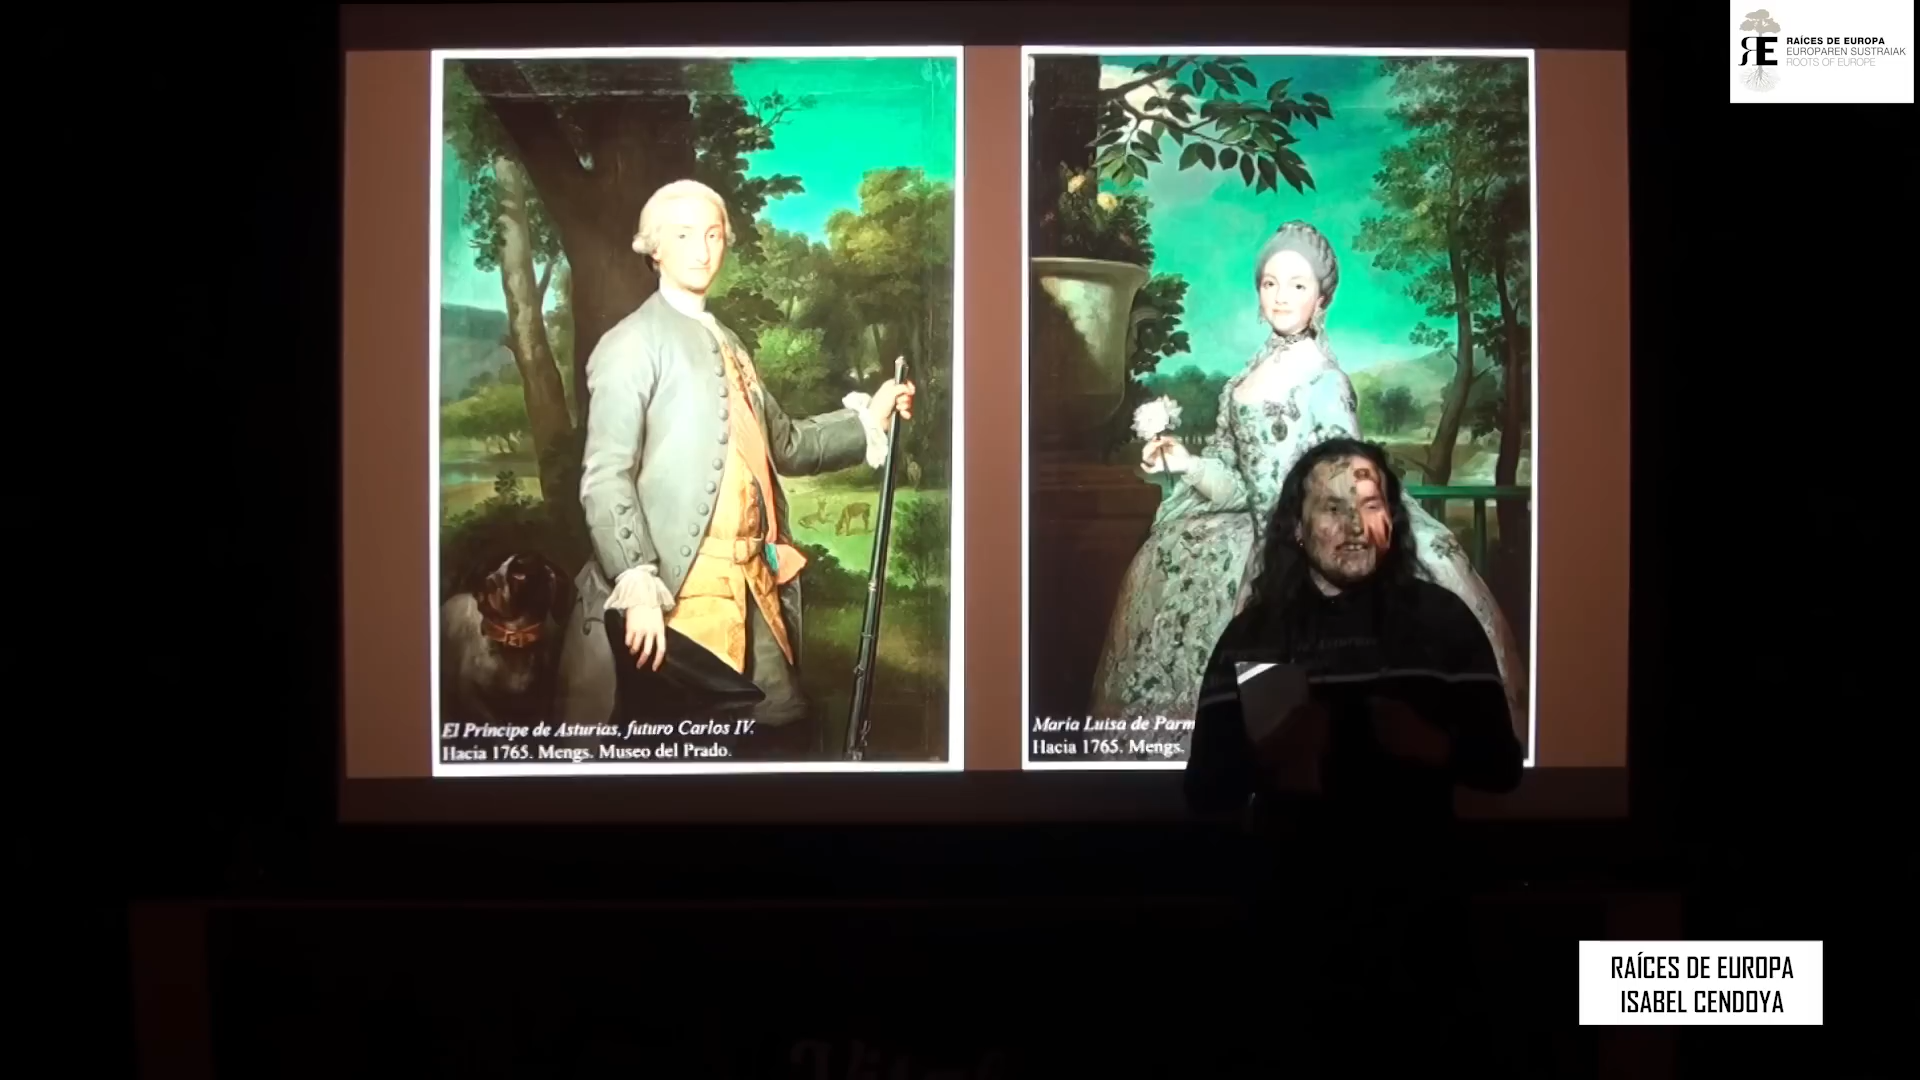 RAÍCES DE EUROPA
EUROPAREN SUSTRAIAK
ROOTS OF EUROPE
El Príncipe de Asturias, futuro Carlos IV.
Hacia 1765. Mengs. Museo del Prado.
María Luisa de
Hacia 1765. Mengs.
RAÍCES DE EUROPA
ISABEL CENDOYA